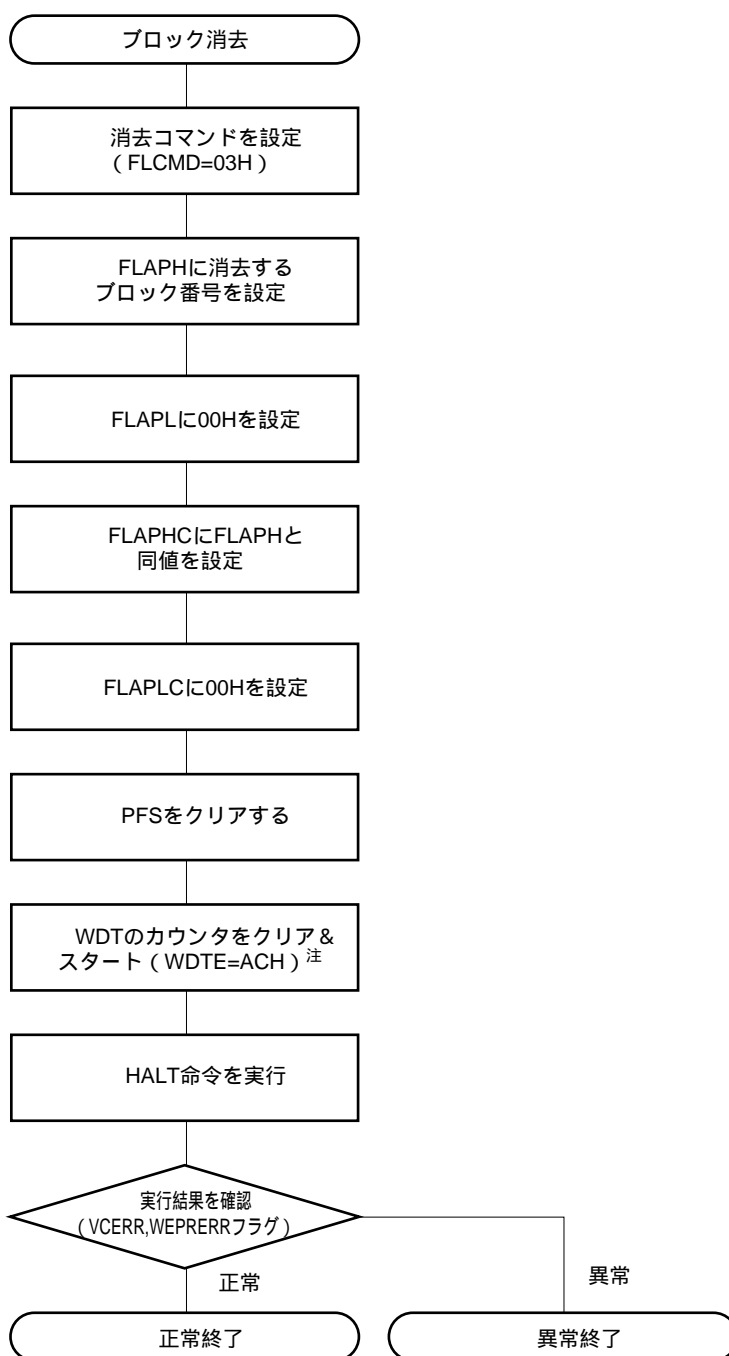 ブロック消去
消去コマンドを設定
（FLCMD=03H）
FLAPHに消去する
ブロック番号を設定
FLAPLに00Hを設定
FLAPHCにFLAPHと
同値を設定
FLAPLCに00Hを設定
PFSをクリアする
WDTのカウンタをクリア＆
スタート（WDTE=ACH）注
HALT命令を実行
実行結果を確認
（VCERR,WEPRERRフラグ）
正常
異常
正常終了
異常終了